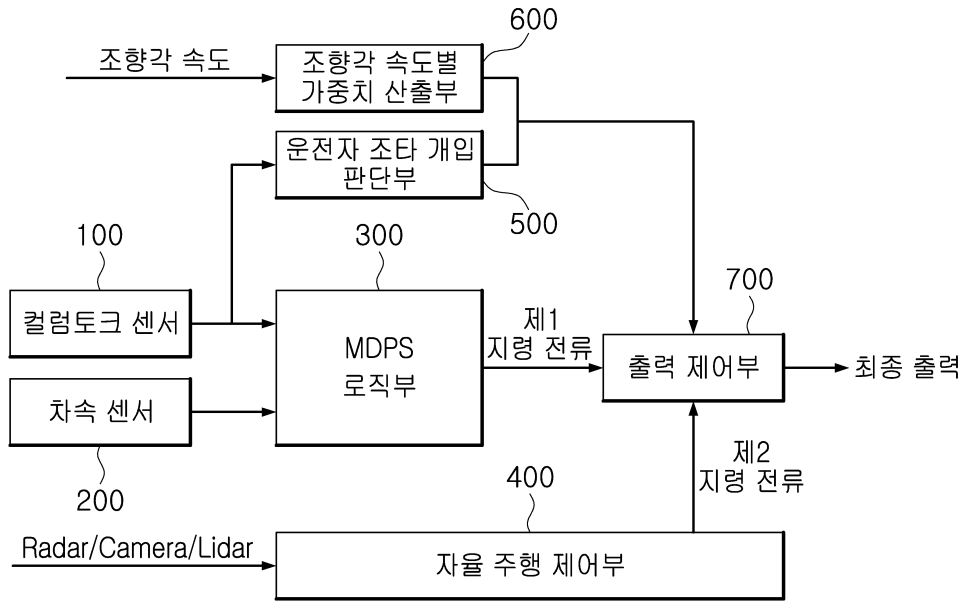 600
조향각 속도
조향각 속도별
가중치 산출부
운전자 조타 개입
판단부
500
100
300
700
컬럼토크 센서
MDPS
로직부
제1
지령 전류
출력 제어부
최종 출력
차속 센서
200
제2
지령 전류
400
Radar/Camera/Lidar
자율 주행 제어부